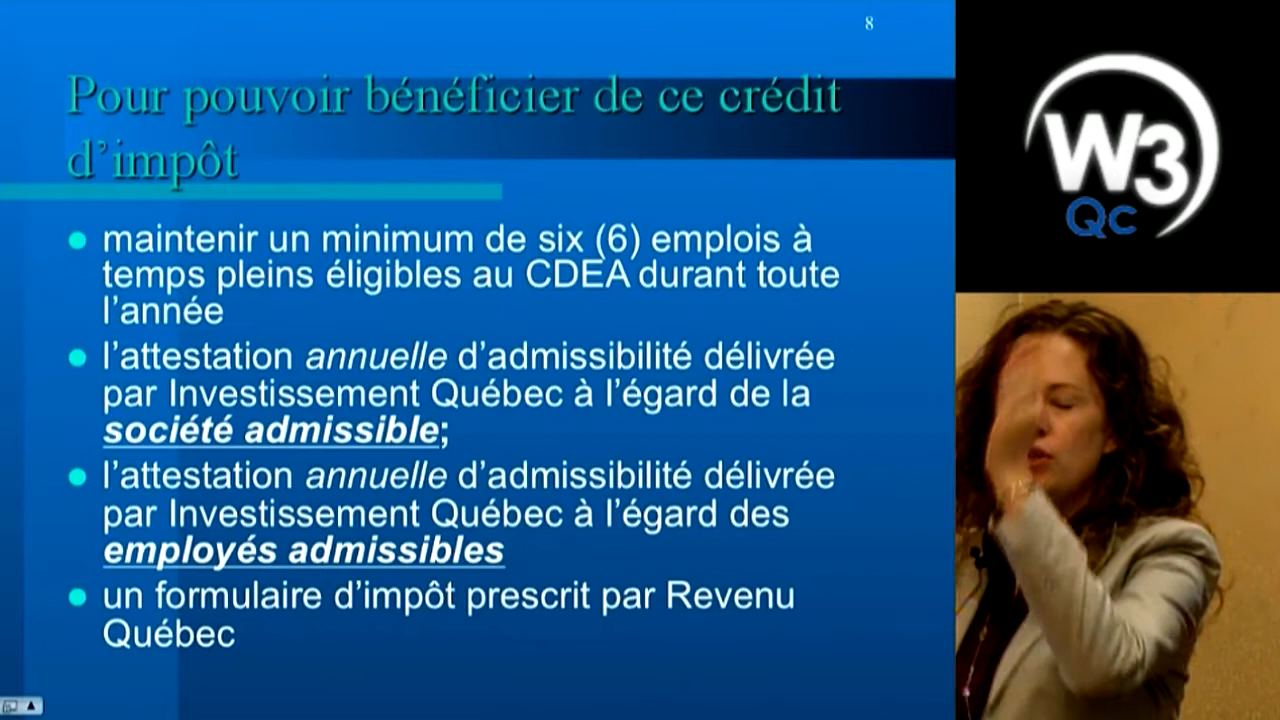 8
Pour pouvoir bénéficier de ce crédit
d’impôt
maintenir un minimum de six (6) emplois à
temps pleins éligibles au CDEA durant toute
l’année
l’attestation annuelle d’admissibilité délivrée
par Investissement Québec à l’égard de la
société admissible;
l’attestation annuelle d’admissibilité délivrée
par Investissement Québec à l’égard des
employés admissibles
un formulaire d’impôt prescrit par Revenu
Québec
W3
Qc